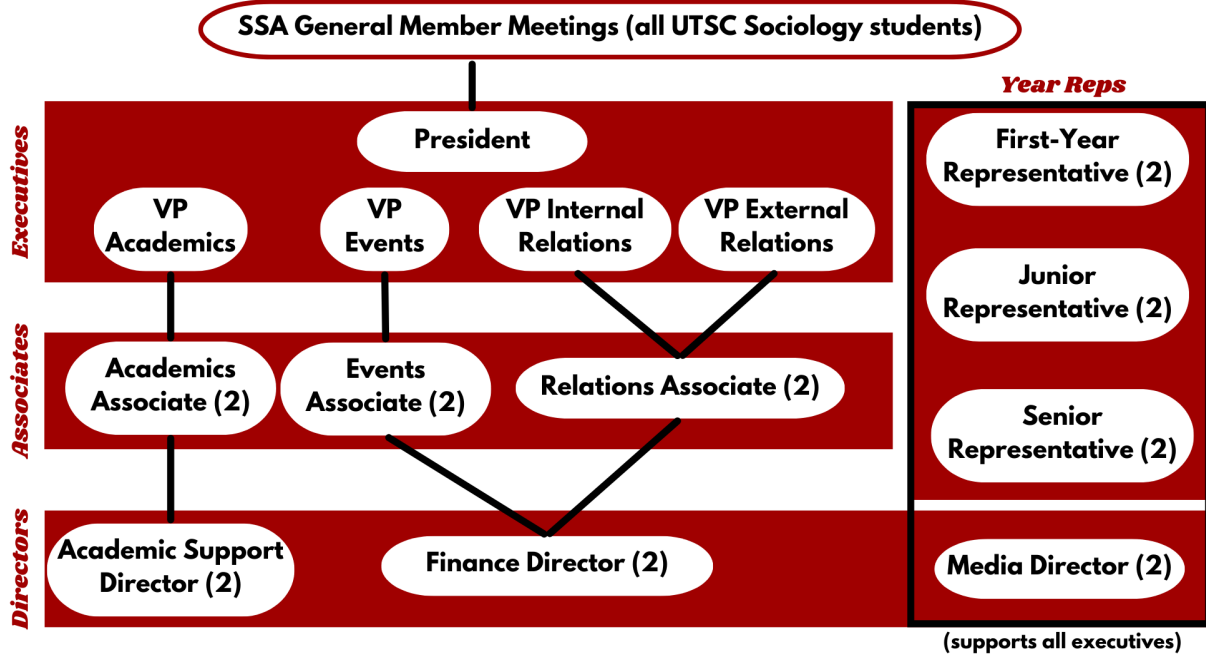 SSA General Member Meetings (all UTSC Sociology students)
Year Reps
Executives
President
VP
Academics
VP
Events
VP Internal
Relations
VP External
Relations
First-Year
Representative (2)
Junior
Representative (2)
Associates
Academics
Associate (2)
Events
Associate (2)
Relations Associate (2)
Senior
Representative (2)
Directors
Academic Support
Director (2)
Finance Director (2)
Media Director (2)
(supports all executives)